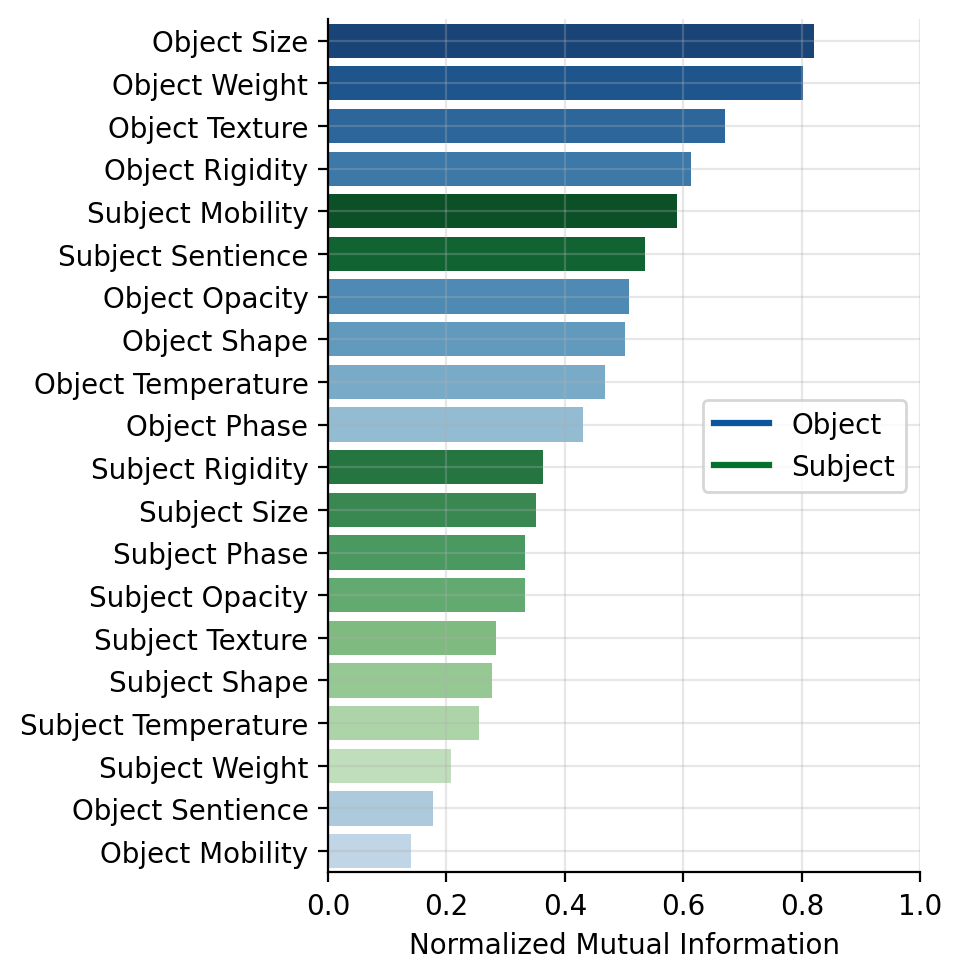 Object Size
Object Weight
Object Texture
Object Rigidity
Subject Mobility
Subject Sentience
Object Opacity
Object Shape
Object Temperature
Object Phase
Subject Rigidity
Subject Size
Subject Phase
Subject Opacity
Subject Texture
Subject Shape
Subject Temperature
Subject Weight
Object Sentience
Object Mobility
Object
Subject
0.0 0.2 0.4 0.6 0.8 1.0
Normalized Mutual Information